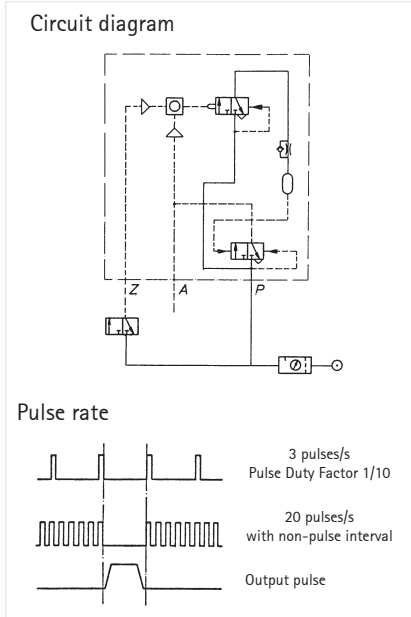 Circuit diagram
Z A P
Pulse rate
3 pulses/s
Pulse Duty Factor 1/10
20 pulses/s
with non-pulse interval
Output pulse